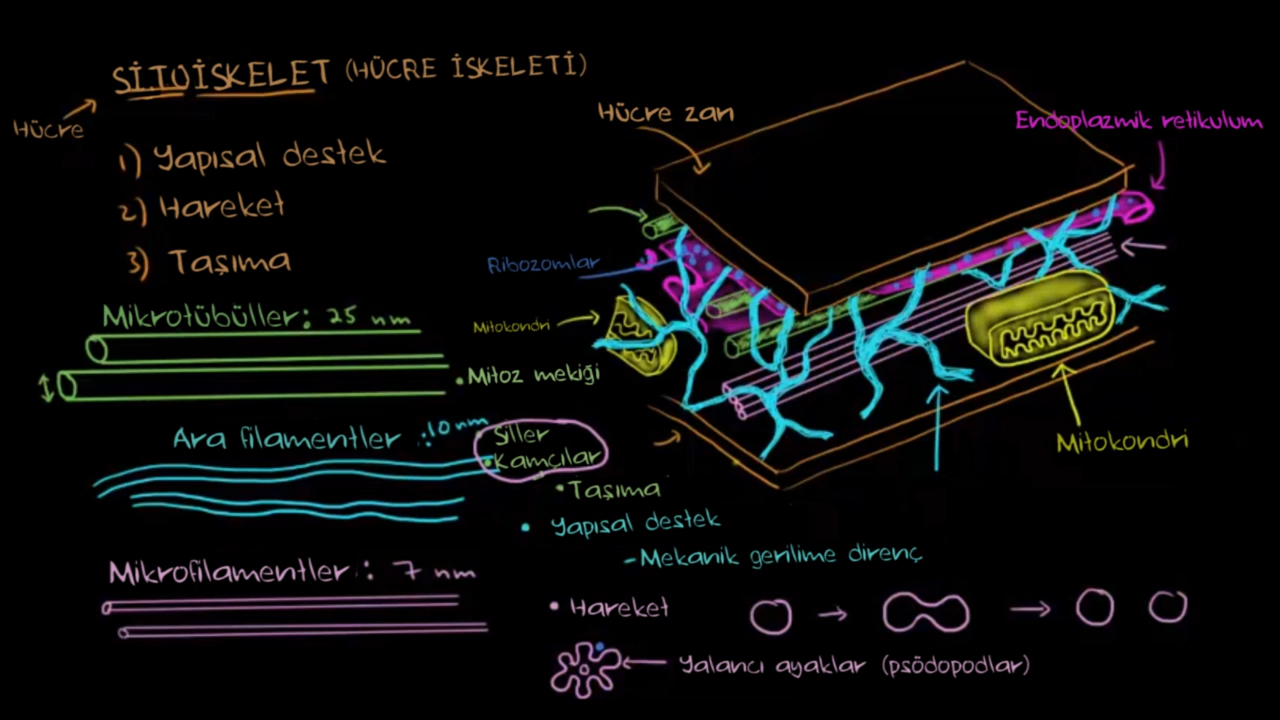 SİTOİSKELET (HÜCRE İSKELETİ)
Hücre
1) Yapısal destek
2) Hareket
3) Taşıma
Mikrotübüller: 25 nm
• Mitoz mekiği
Siller
• Kamçılar
• Taşıma
Ara filamentler : 10 nm
• Yapısal destek
- Mekanik gerilime direnç
Mikrofilamentler : 7 nm
• Hareket
Yalancı ayaklar (psödopodlar)
Hücre zarı
Endoplazmik retikulum
Ribozomlar
Mitokondri
Mitokondri